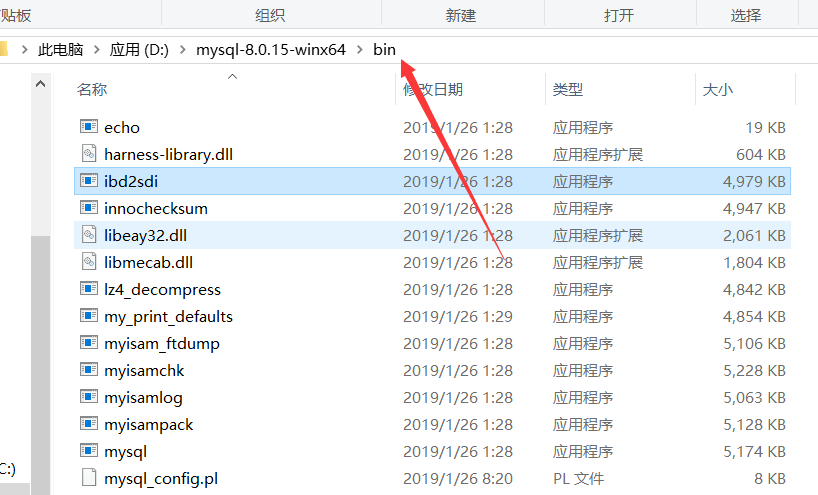 贴板 组织 新建 打开 选择
此电脑 应用 (D:) mysql-8.0.15-winx64 bin
名称 修改日期 类型 大小
echo 2019/1/26 1:28 应用程序 19 KB
harness-library.dll 2019/1/26 1:28 应用程序扩展 604 KB
ibd2sdi 2019/1/26 1:28 应用程序 4,979 KB
innochecksum 2019/1/26 1:28 应用程序 4,947 KB
libeay32.dll 2019/1/26 1:28 应用程序扩展 2,061 KB
libmecab.dll 2019/1/26 1:28 应用程序扩展 1,804 KB
lz4_decompress 2019/1/26 1:28 应用程序 4,842 KB
my_print_defaults 2019/1/26 1:29 应用程序 4,854 KB
myisam_ftdump 2019/1/26 1:28 应用程序 5,106 KB
myisamchk 2019/1/26 1:28 应用程序 5,228 KB
myisamlog 2019/1/26 1:28 应用程序 5,063 KB
myisampack 2019/1/26 1:28 应用程序 5,128 KB
mysql 2019/1/26 1:28 应用程序 5,174 KB
C:)
mysql_config.pl 2019/1/26 8:20 PL 文件 8 KB